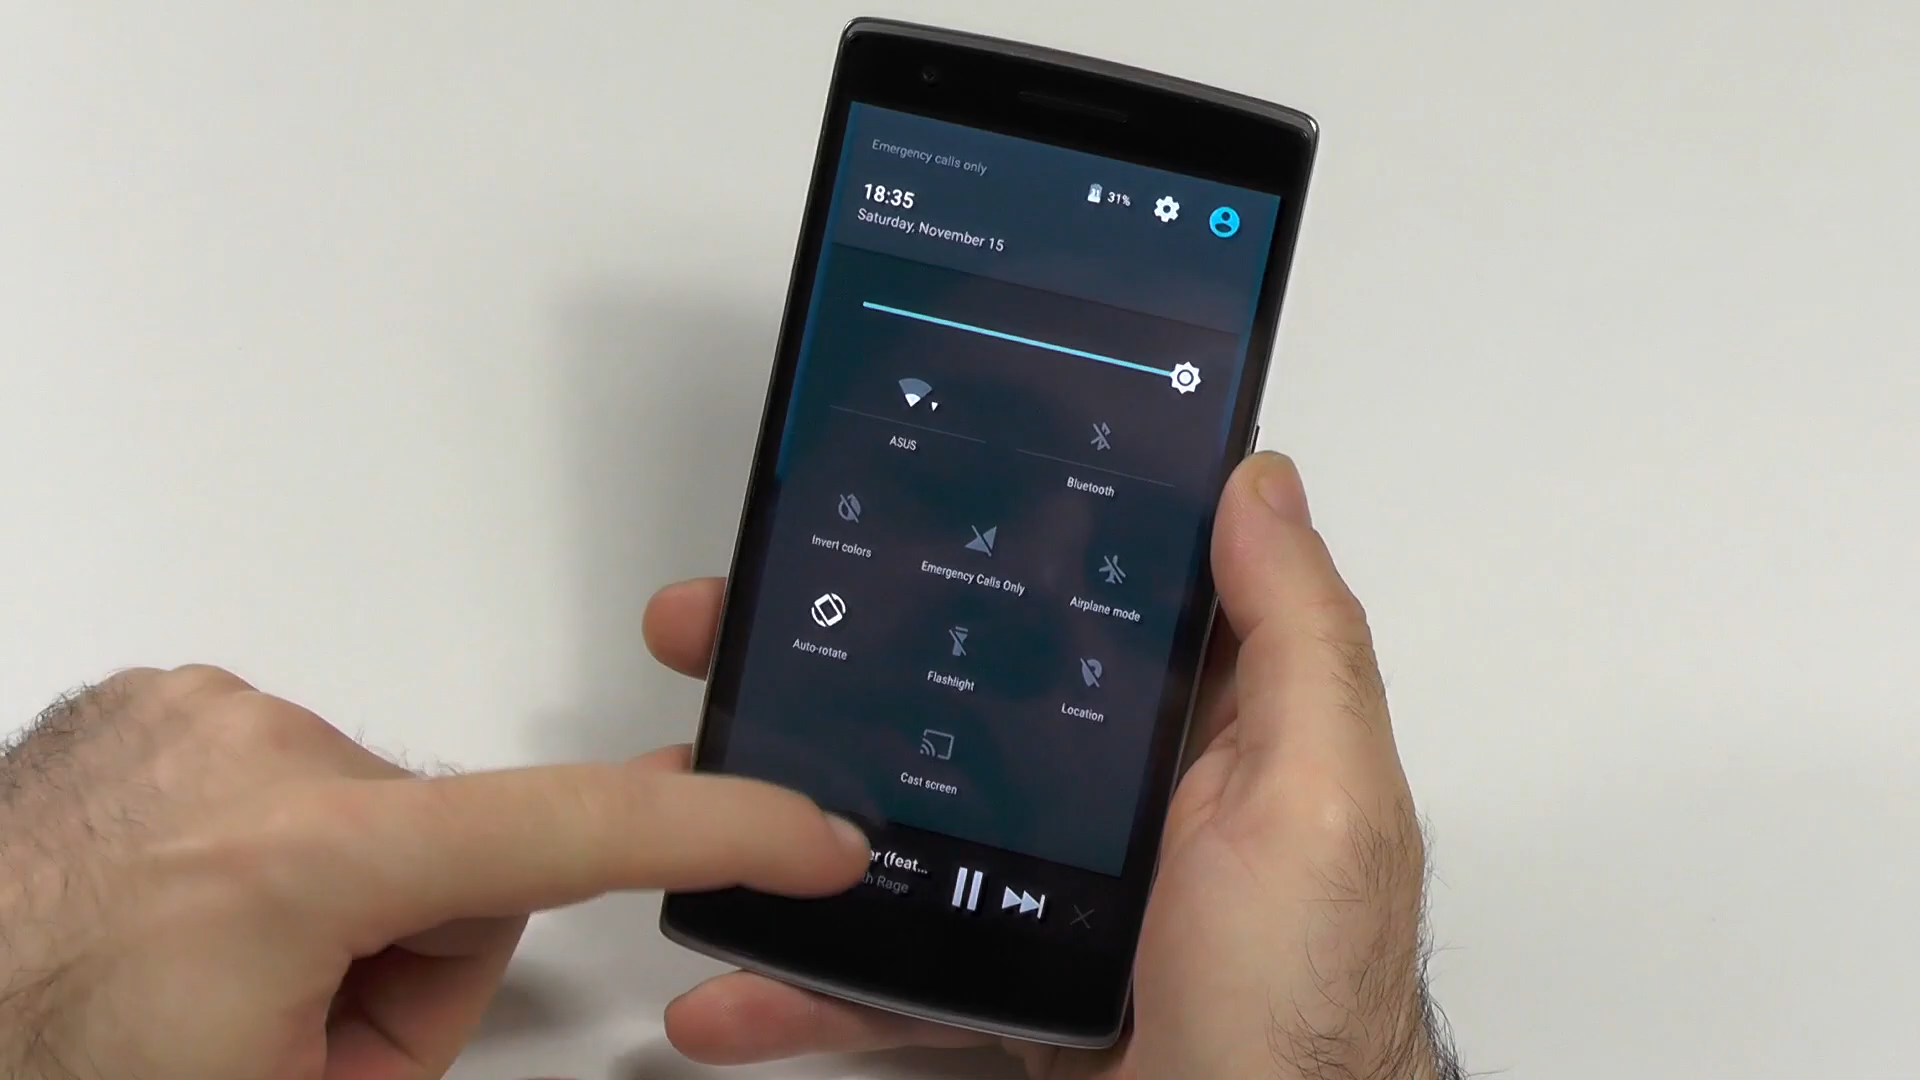 Emergency calls only
31%
18:35
Saturday, November 15
ASUS
Bluetooth
Invert colors
Emergency Calls Only
Airplane mode
Auto-rotate
Flashlight
Location
Cast screen
(feat...
Rage